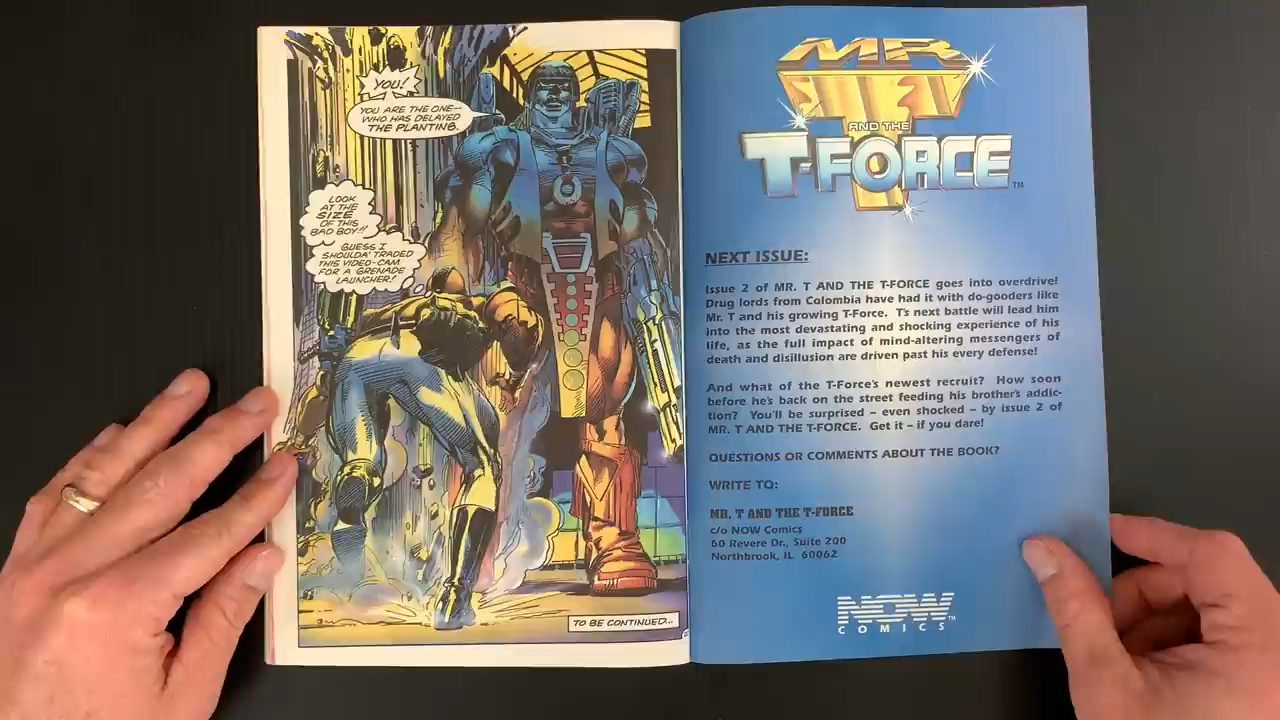 YOU!
YOU ARE THE ONE--
WHO HAS DELAYED
THE PLANTING.
LOOK
AT THE
SIZE
OF THIS
BAD BOY!!
GUESS I
SHOULDA' TRADED
THIS VIDEO-CAM
FOR A GRENADE
LAUNCHER!
TO BE CONTINUED...
MR
T
AND THE
T-FORCE™
NEXT ISSUE:
Issue 2 of MR. T AND THE T-FORCE goes into overdrive!
Drug lords from Colombia have had it with do-gooders like
Mr. T and his growing T-Force. T's next battle will lead him
into the most devastating and shocking experience of his
life, as the full impact of mind-altering messengers of
death and disillusion are driven past his every defense!
And what of the T-Force's newest recruit? How soon
before he's back on the street feeding his brother's addic-
tion? You'll be surprised – even shocked – by issue 2 of
MR. T AND THE T-FORCE. Get it – if you dare!
QUESTIONS OR COMMENTS ABOUT THE BOOK?
WRITE TO:
MR. T AND THE T-FORCE
c/o NOW Comics
60 Revere Dr., Suite 200
Northbrook, IL 60062
NOW™
COMICS